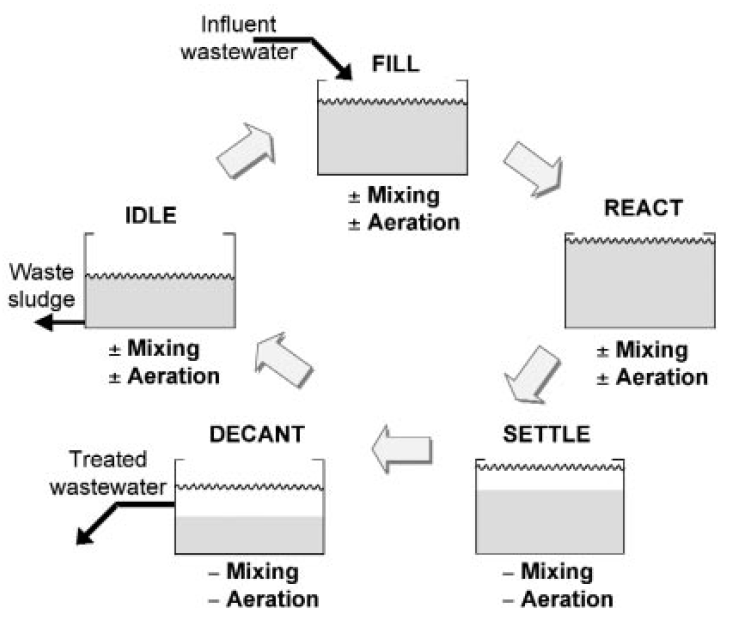 Influent
wastewater
FILL
± Mixing
± Aeration
REACT
± Mixing
± Aeration
SETTLE
− Mixing
− Aeration
DECANT
Treated
wastewater
− Mixing
− Aeration
IDLE
Waste
sludge
± Mixing
± Aeration